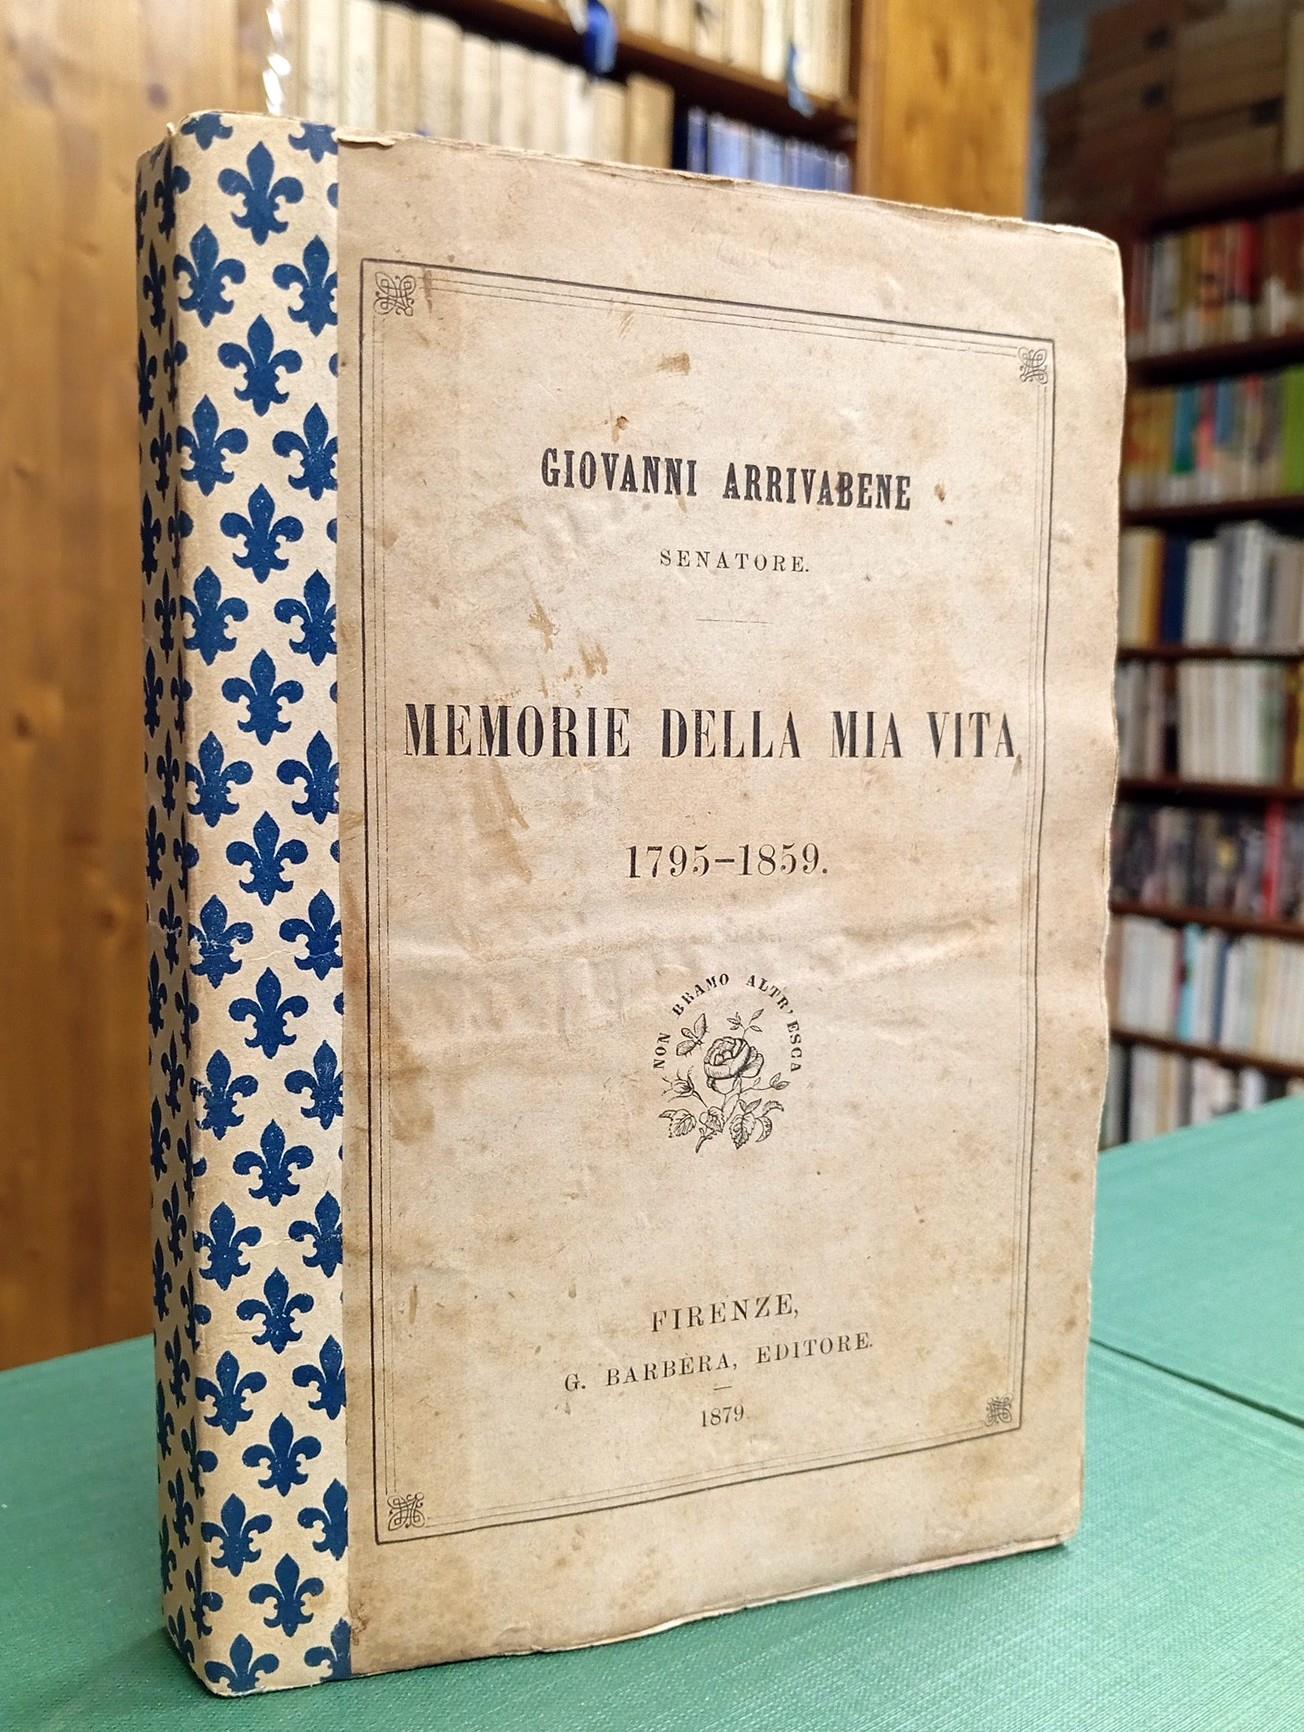 GIOVANNI ARRIVABENE
SENATORE.
MEMORIE DELLA MIA VITA
1795-1859.
NON BRAMO ALTR' ESCA
FIRENZE,
G. BARBÈRA, EDITORE.
1879